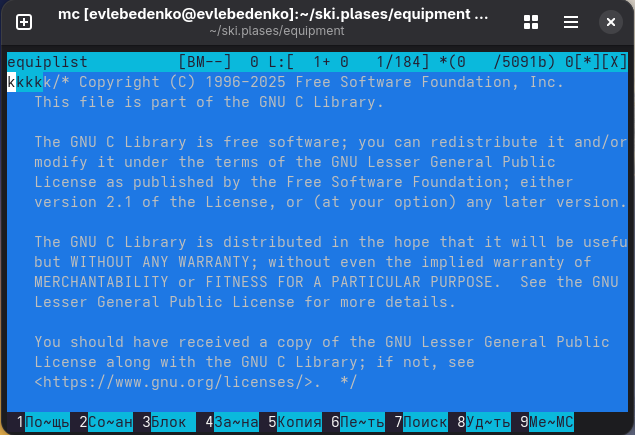 mc [evlebedenko@evlebedenko]:~/ski.plases/equipment ...
~/ski.plases/equipment
equiplist [BM--] 0 L:[ 1+ 0 1/184] *(0 /5091b) 0[*][X]
kkkkk/* Copyright (C) 1996-2025 Free Software Foundation, Inc.
This file is part of the GNU C Library.
The GNU C Library is free software; you can redistribute it and/or
modify it under the terms of the GNU Lesser General Public
License as published by the Free Software Foundation; either
version 2.1 of the License, or (at your option) any later version.
The GNU C Library is distributed in the hope that it will be usefu
but WITHOUT ANY WARRANTY; without even the implied warranty of
MERCHANTABILITY or FITNESS FOR A PARTICULAR PURPOSE.  See the GNU
Lesser General Public License for more details.
You should have received a copy of the GNU Lesser General Public
License along with the GNU C Library; if not, see
<https://www.gnu.org/licenses/>.  */
1По~щь 2Со~ан 3Блок 4За~на 5Копия 6Пе~ть 7Поиск 8Уд~ть 9Ме~МС